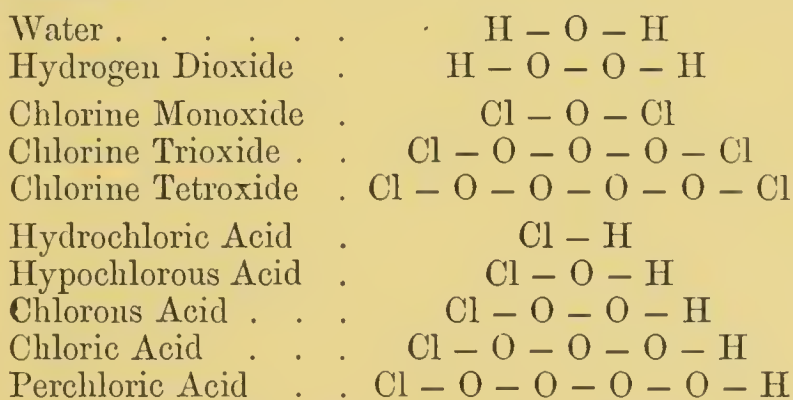 Water . . . . . . H – O – H
Hydrogen Dioxide . H – O – O – H
Chlorine Monoxide . Cl – O – Cl
Chlorine Trioxide . . Cl – O – O – O – Cl
Chlorine Tetroxide . Cl – O – O – O – O – Cl
Hydrochloric Acid . Cl – H
Hypochlorous Acid . Cl – O – H
Chlorous Acid . . . Cl – O – O – H
Chloric Acid . . . Cl – O – O – O – H
Perchloric Acid . . Cl – O – O – O – O – H